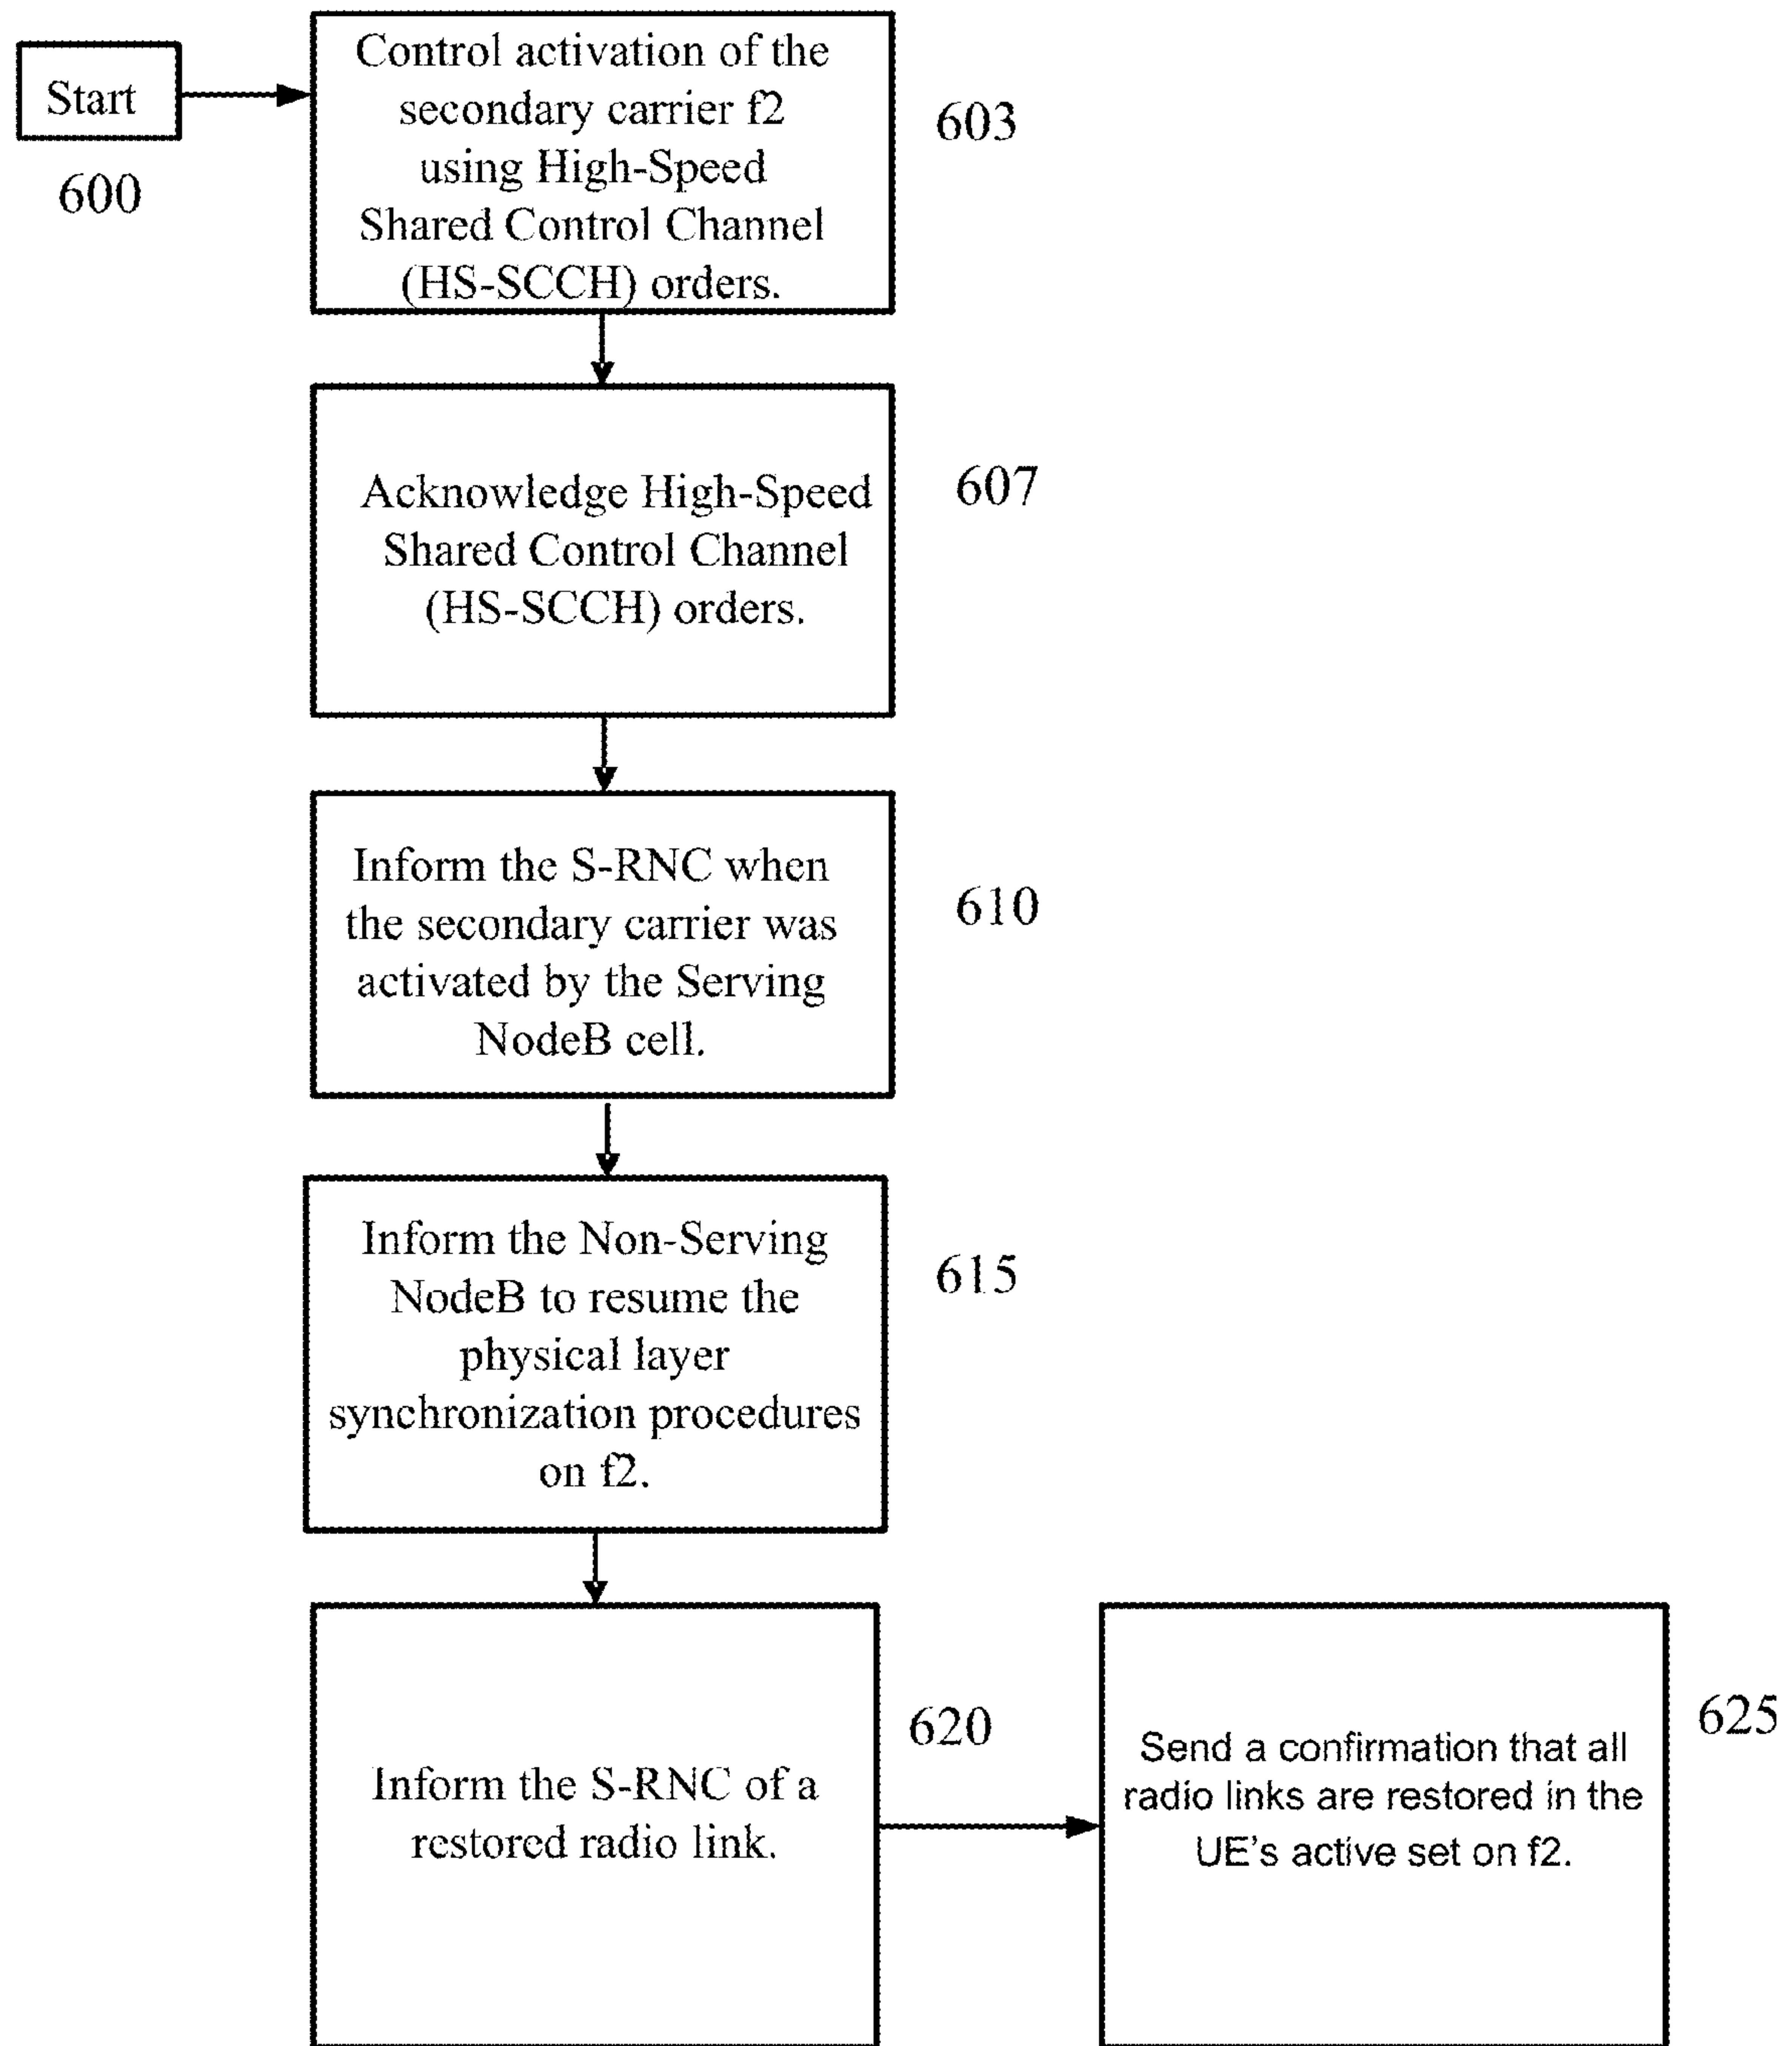 Start
600
Control activation of the
secondary carrier f2
using High-Speed
Shared Control Channel
(HS-SCCH) orders.
603
Acknowledge High-Speed
Shared Control Channel
(HS-SCCH) orders.
607
Inform the S-RNC when
the secondary carrier was
activated by the Serving
NodeB cell.
610
Inform the Non-Serving
NodeB to resume the
physical layer
synchronization procedures
on f2.
615
Inform the S-RNC of a
restored radio link.
620
Send a confirmation that all
radio links are restored in the
UE’s active set on f2.
625